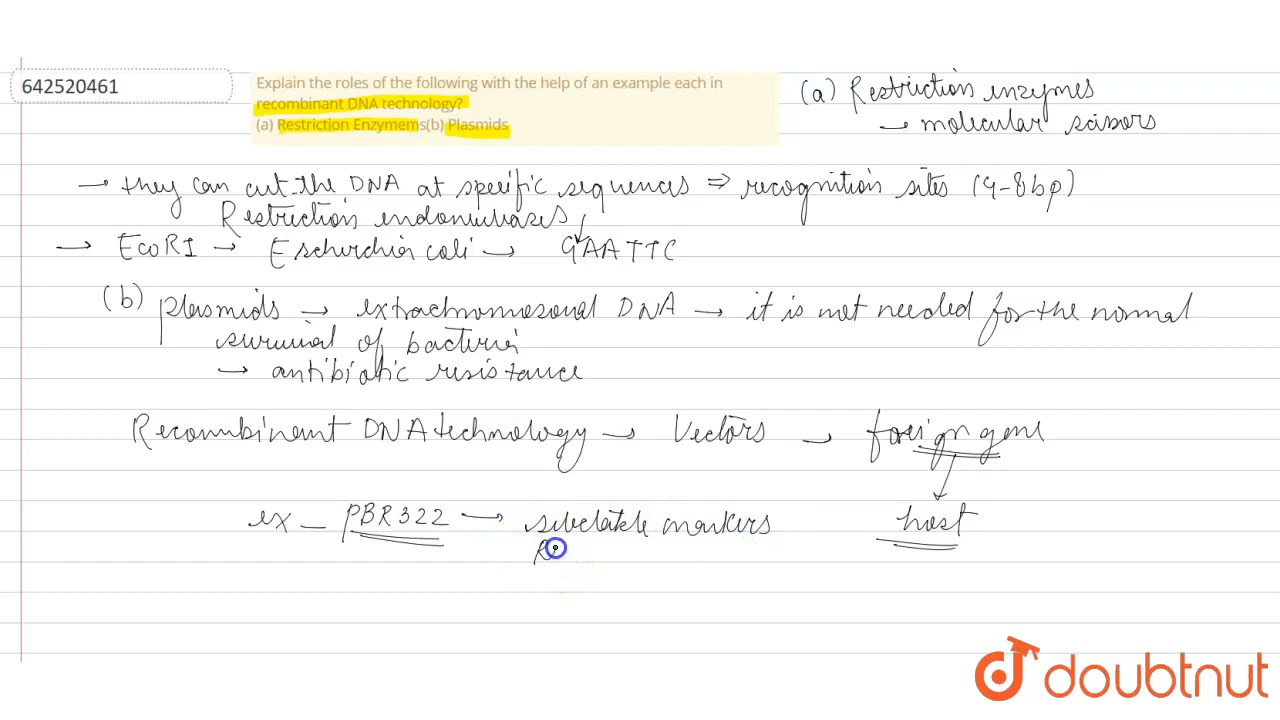 642520461
Explain the roles of the following with the help of an example each in
recombinant DNA technology?
(a) Restriction Enzymems(b) Plasmids
(a) Restriction enzymes
→ molecular scissors
→ they can cut the DNA at specific sequences ⇒ recognition sites (4-8bp)
Restriction endonucleases
→ EcoRI → Escherichia coli → GAATTC
(b) plasmids → extrachromosomal DNA → it is not needed for the normal
survival of bacteria
→ antibiotic resistance
Recombinant DNA technology → Vectors → foreign gene
ex - PBR322 → selectable markers host
R
doubtnut